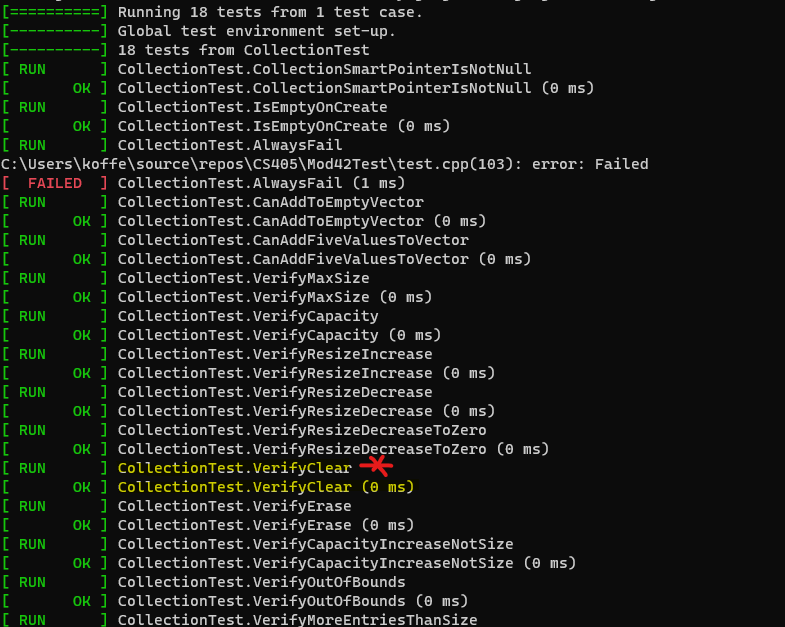 [==========] Running 18 tests from 1 test case.
[----------] Global test environment set-up.
[----------] 18 tests from CollectionTest
[ RUN      ] CollectionTest.CollectionSmartPointerIsNotNull
[       OK ] CollectionTest.CollectionSmartPointerIsNotNull (0 ms)
[ RUN      ] CollectionTest.IsEmptyOnCreate
[       OK ] CollectionTest.IsEmptyOnCreate (0 ms)
[ RUN      ] CollectionTest.AlwaysFail
C:\Users\koffe\source\repos\CS405\Mod42Test\test.cpp(103): error: Failed
[  FAILED  ] CollectionTest.AlwaysFail (1 ms)
[ RUN      ] CollectionTest.CanAddToEmptyVector
[       OK ] CollectionTest.CanAddToEmptyVector (0 ms)
[ RUN      ] CollectionTest.CanAddFiveValuesToVector
[       OK ] CollectionTest.CanAddFiveValuesToVector (0 ms)
[ RUN      ] CollectionTest.VerifyMaxSize
[       OK ] CollectionTest.VerifyMaxSize (0 ms)
[ RUN      ] CollectionTest.VerifyCapacity
[       OK ] CollectionTest.VerifyCapacity (0 ms)
[ RUN      ] CollectionTest.VerifyResizeIncrease
[       OK ] CollectionTest.VerifyResizeIncrease (0 ms)
[ RUN      ] CollectionTest.VerifyResizeDecrease
[       OK ] CollectionTest.VerifyResizeDecrease (0 ms)
[ RUN      ] CollectionTest.VerifyResizeDecreaseToZero
[       OK ] CollectionTest.VerifyResizeDecreaseToZero (0 ms)
[ RUN      ] CollectionTest.VerifyClear
[       OK ] CollectionTest.VerifyClear (0 ms)
[ RUN      ] CollectionTest.VerifyErase
[       OK ] CollectionTest.VerifyErase (0 ms)
[ RUN      ] CollectionTest.VerifyCapacityIncreaseNotSize
[       OK ] CollectionTest.VerifyCapacityIncreaseNotSize (0 ms)
[ RUN      ] CollectionTest.VerifyOutOfBounds
[       OK ] CollectionTest.VerifyOutOfBounds (0 ms)
[ RUN      ] CollectionTest.VerifyMoreEntriesThanSize